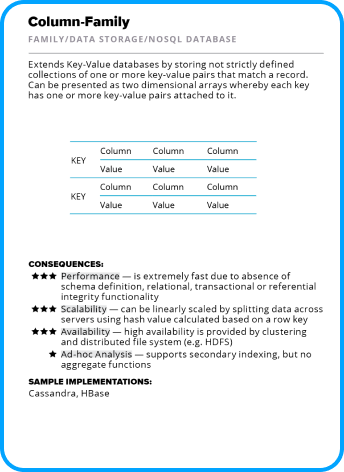 Column-Family
FAMILY/DATA STORAGE/NOSQL DATABASE
Extends Key-Value databases by storing not strictly defined
collections of one or more key-value pairs that match a record.
Can be presented as two dimensional arrays whereby each key
has one or more key-value pairs attached to it.
KEY
Column Column Column
Value Value Value
KEY
Column Column Column
Value Value Value
CONSEQUENCES:
★★★ Performance — is extremely fast due to absence of
schema definition, relational, transactional or referential
integrity functionality
★★★ Scalability — can be linearly scaled by splitting data across
servers using hash value calculated based on a row key
★★★ Availability — high availability is provided by clustering
and distributed file system (e.g. HDFS)
★ Ad-hoc Analysis — supports secondary indexing, but no
aggregate functions
SAMPLE IMPLEMENTATIONS:
Cassandra, HBase